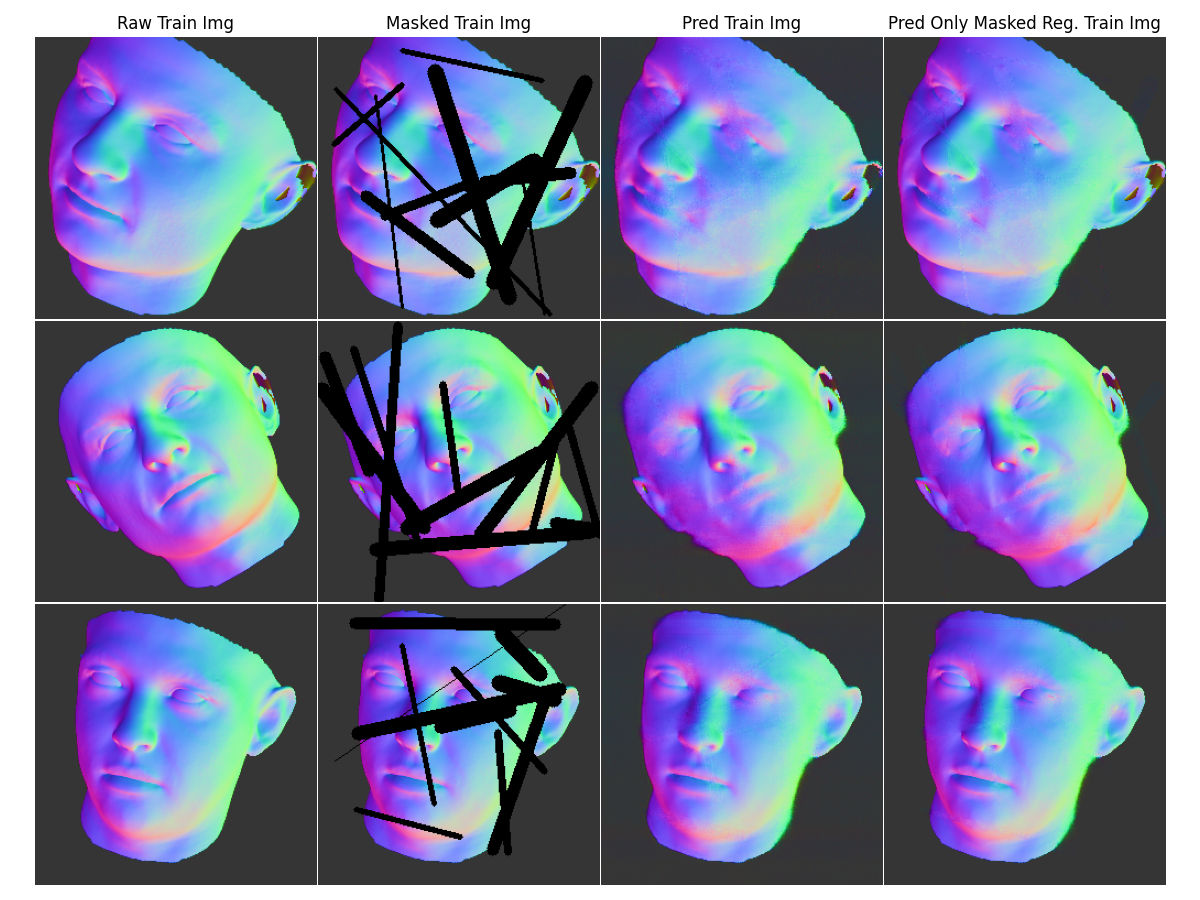 Raw Train Img
Masked Train Img
Pred Train Img
Pred Only Masked Reg. Train Img